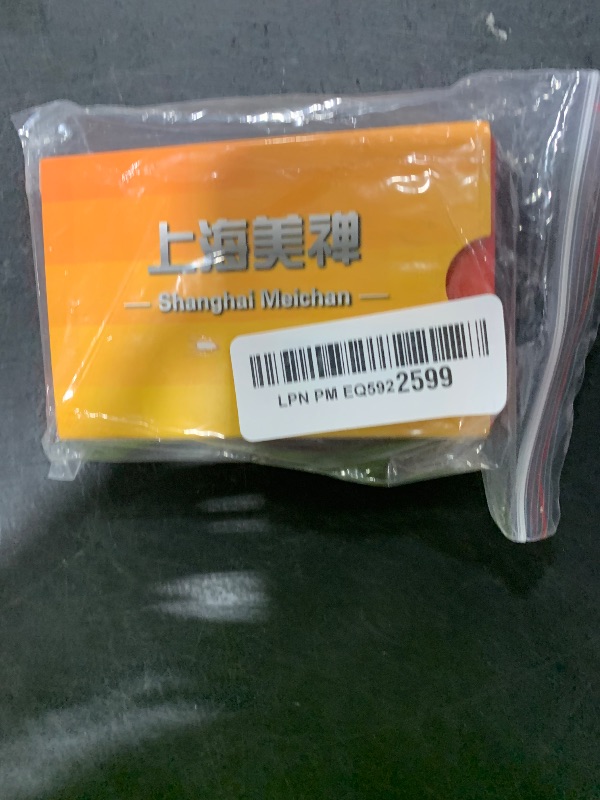 上海美禅
Shanghai Meichan
LPN PM EQ5922599